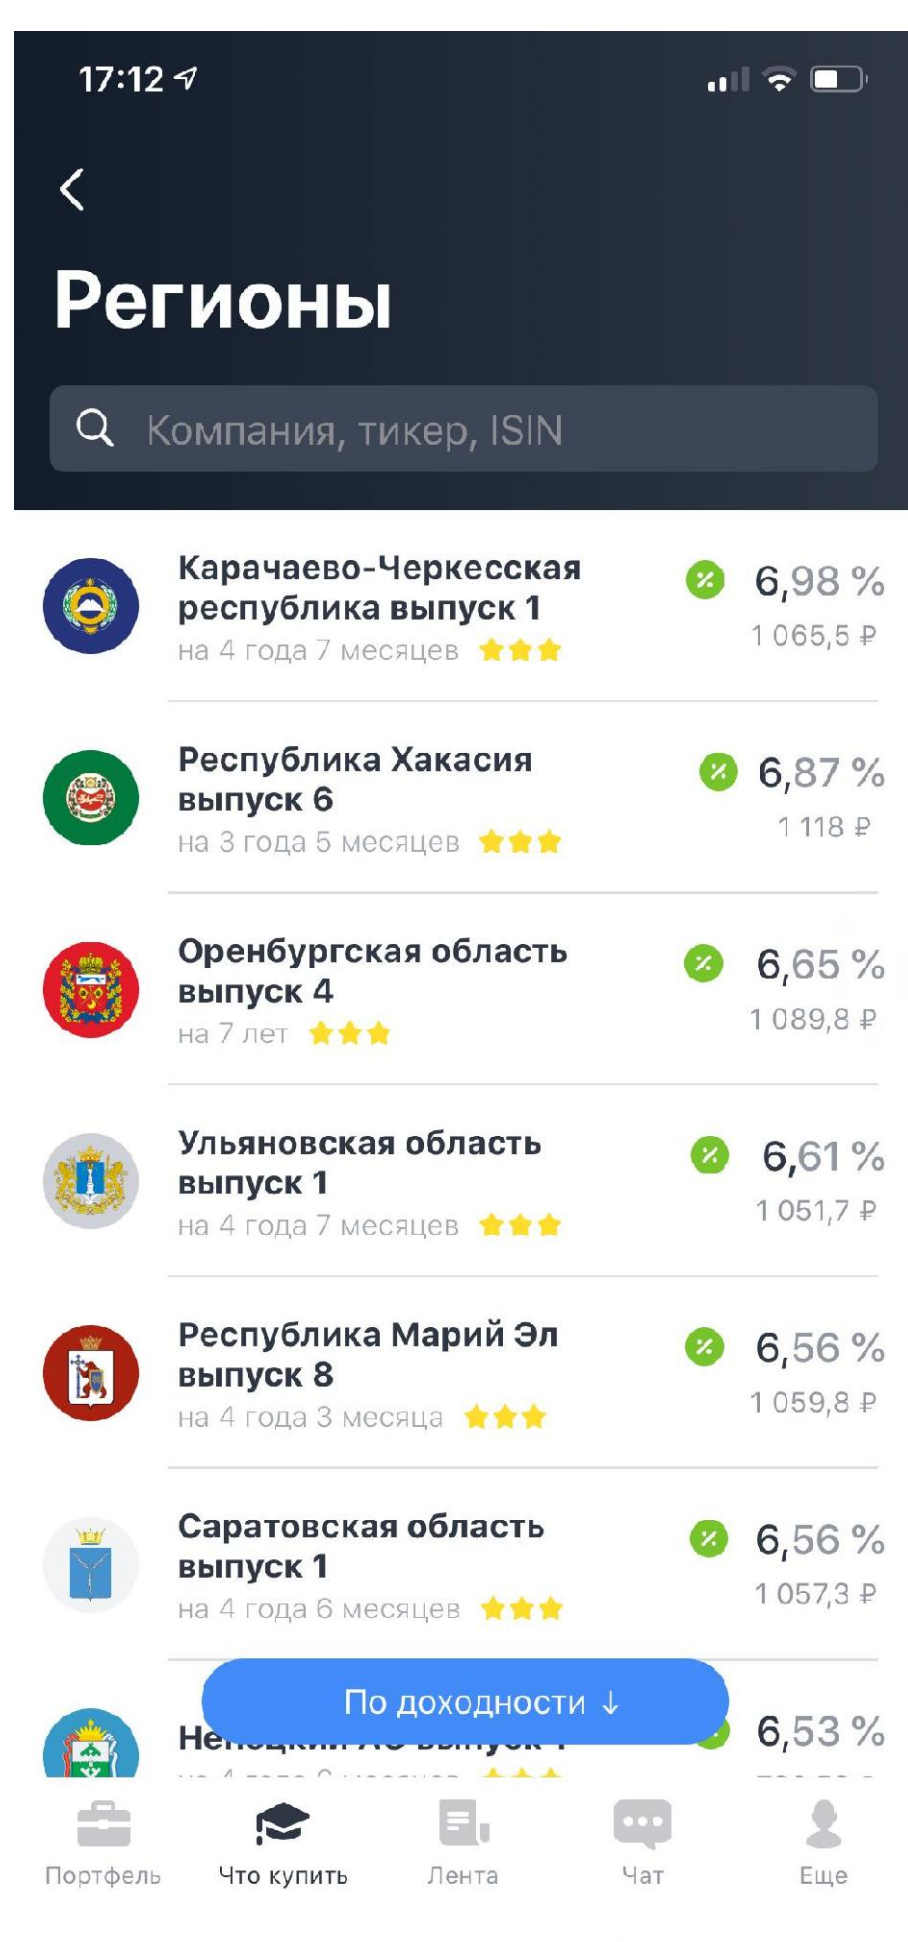 17:12
Регионы
Компания, тикер, ISIN
Карачаево-Черкесская
республика выпуск 1
на 4 года 7 месяцев
6,98 %
1 065,5 ₽
Республика Хакасия
выпуск 6
на 3 года 5 месяцев
6,87 %
1 118 ₽
Оренбургская область
выпуск 4
на 7 лет
6,65 %
1 089,8 ₽
Ульяновская область
выпуск 1
на 4 года 7 месяцев
6,61 %
1 051,7 ₽
Республика Марий Эл
выпуск 8
на 4 года 3 месяца
6,56 %
1 059,8 ₽
Саратовская область
выпуск 1
на 4 года 6 месяцев
6,56 %
1 057,3 ₽
По доходности ↓
6,53 %
Портфель
Что купить
Лента
Чат
Еще